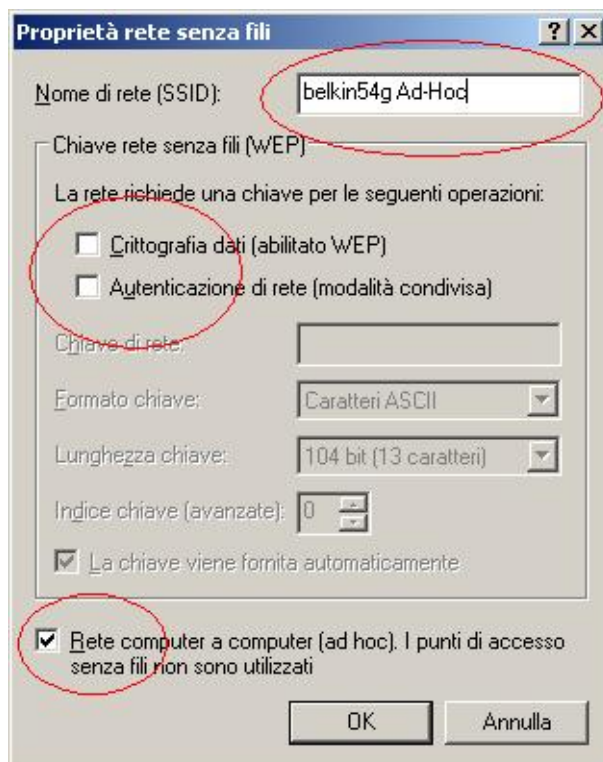 Proprietà rete senza fili
Nome di rete (SSID):
belkin54g Ad-Hoc
Chiave rete senza fili (WEP)
La rete richiede una chiave per le seguenti operazioni:
Crittografia dati (abilitato WEP)
Autenticazione di rete (modalità condivisa)
Chiave di rete:
Formato chiave:
Caratteri ASCII
Lunghezza chiave:
104 bit (13 caratteri)
Indice chiave (avanzate):
0
La chiave viene fornita automaticamente
Rete computer a computer (ad hoc). I punti di accesso
senza fili non sono utilizzati
OK
Annulla